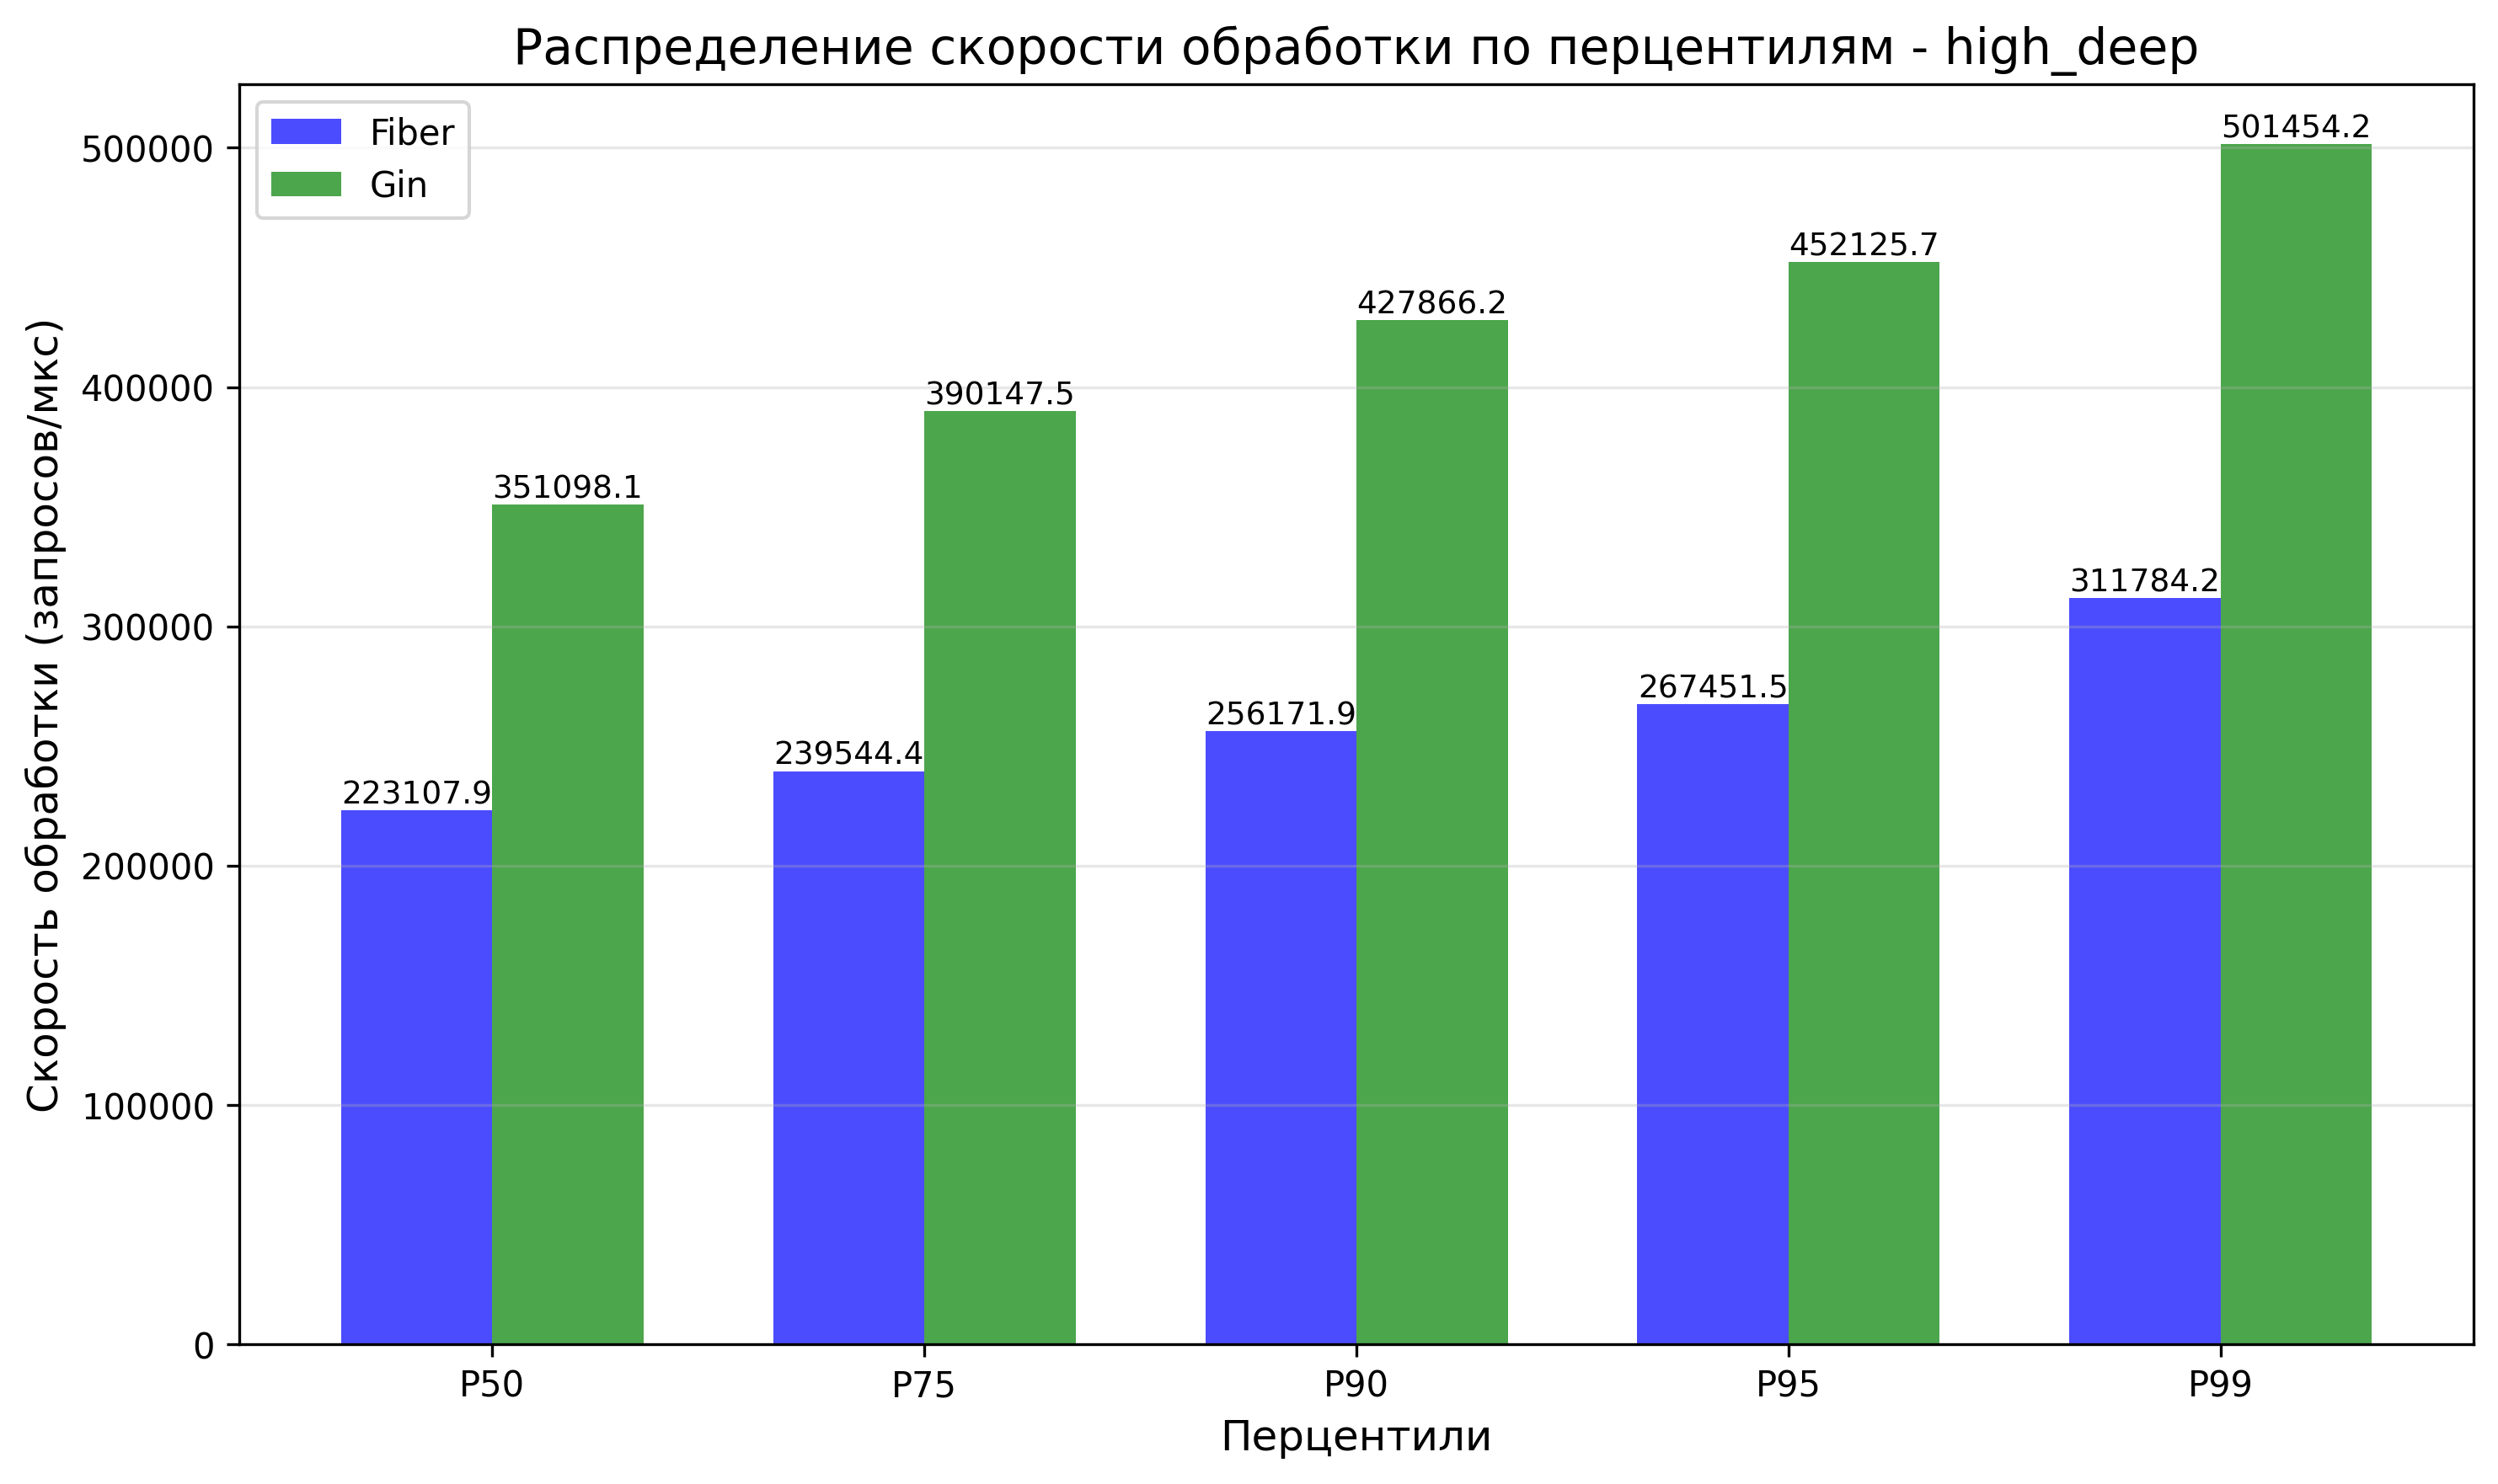 Распределение скорости обработки по перцентилям - high_deep
Fiber
Gin
Скорость обработки (запросов/мкс)
500000
400000
300000
200000
100000
0
223107.9
351098.1
239544.4
390147.5
256171.9
427866.2
267451.5
452125.7
311784.2
501454.2
P50
P75
P90
P95
P99
Перцентили